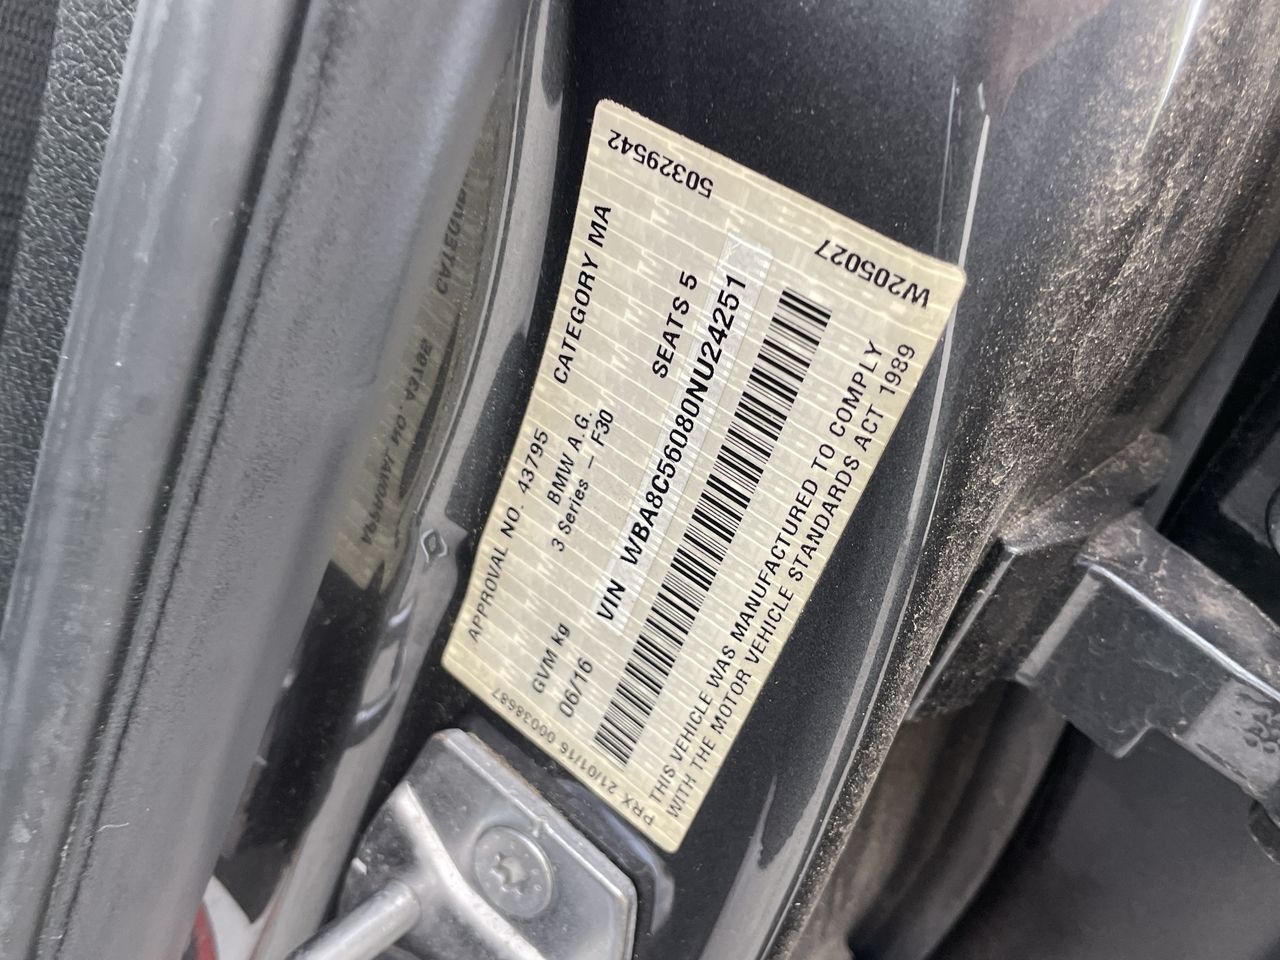 APPROVAL NO. 43795 CATEGORY MA
BMW A.G.
3 Series – F30
GVM kg SEATS 5
06/16
VIN WBA8C56080NU24251
THIS VEHICLE WAS MANUFACTURED TO COMPLY
WITH THE MOTOR VEHICLE STANDARDS ACT 1989
50329542
W205027
PRX 21/01/16 00038687